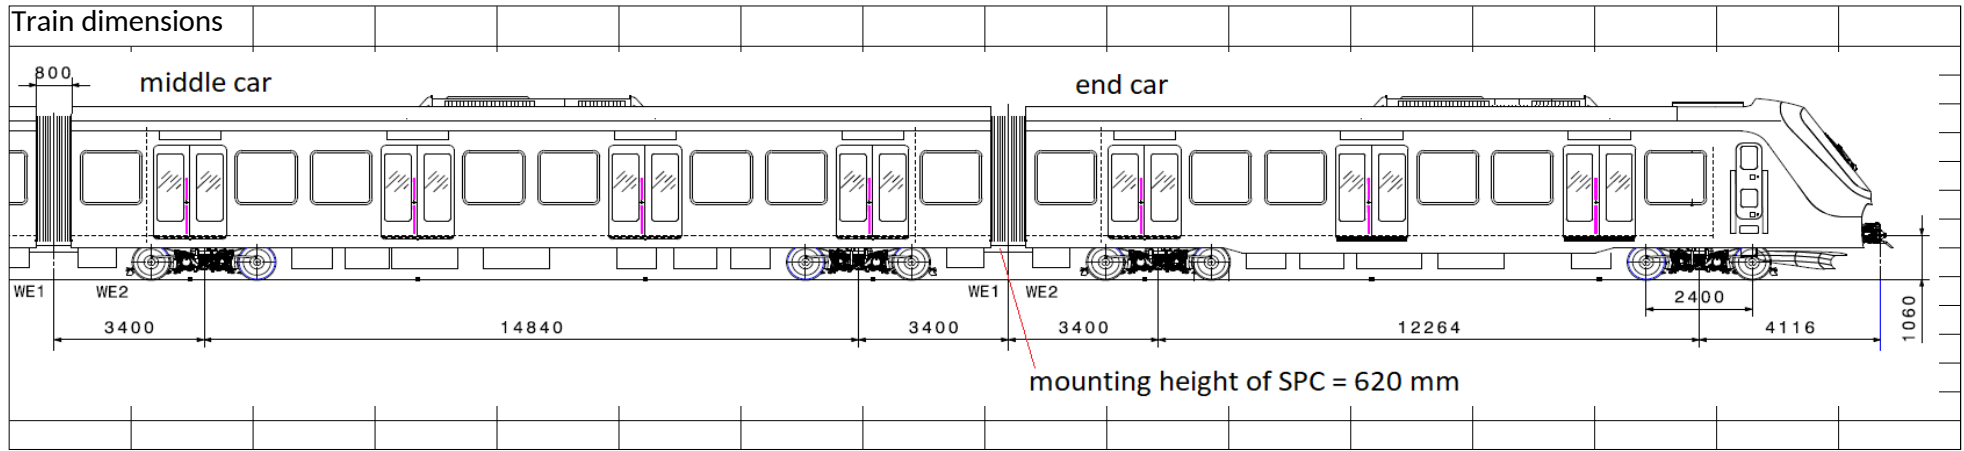 Train dimensions
800
middle car
end car
WE1
WE2
WE1
WE2
2400
3400
14840
3400
3400
12264
4116
1060
mounting height of SPC = 620 mm